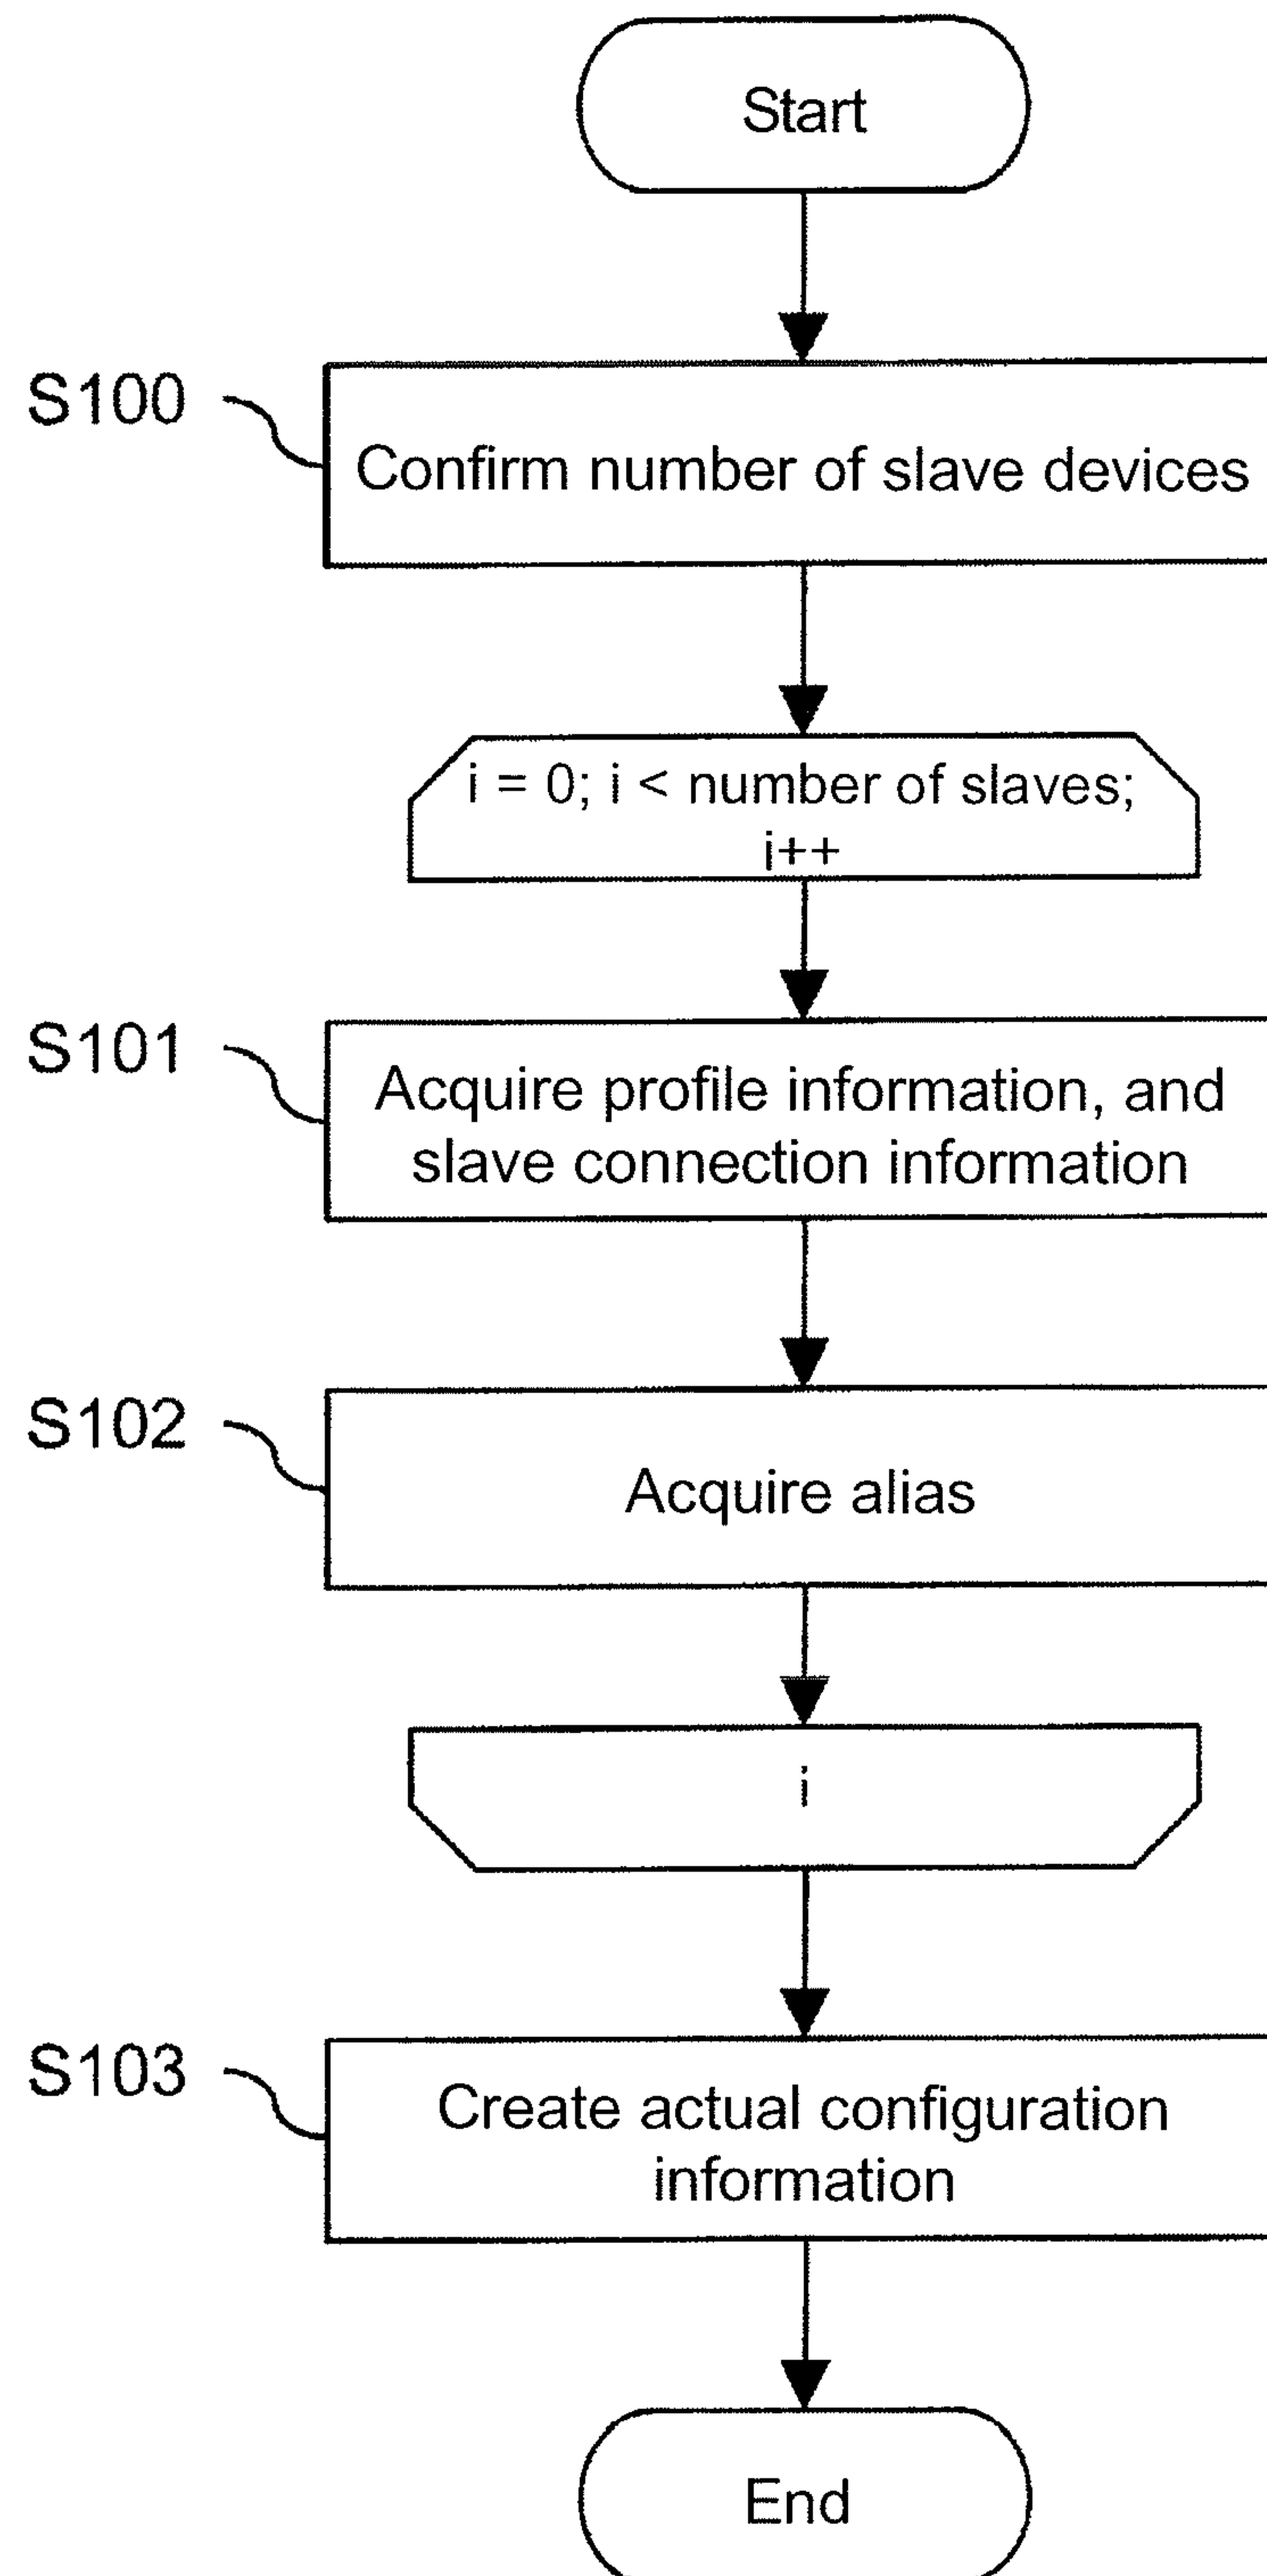 Start
S100
Confirm number of slave devices
i = 0; i < number of slaves;
i++
S101
Acquire profile information, and
slave connection information
S102
Acquire alias
i
S103
Create actual configuration
information
End